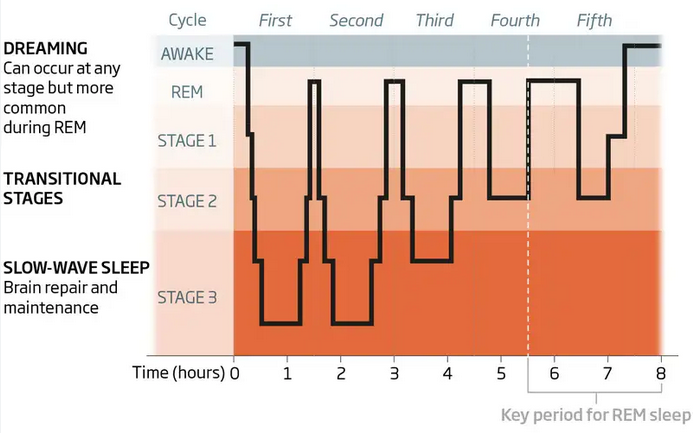 Cycle First Second Third Fourth Fifth
DREAMING
Can occur at any
stage but more
common
during REM
AWAKE
REM
STAGE 1
TRANSITIONAL
STAGES
STAGE 2
SLOW-WAVE SLEEP
Brain repair and
maintenance
STAGE 3
Time (hours) 0 1 2 3 4 5 6 7 8
Key period for REM sleep